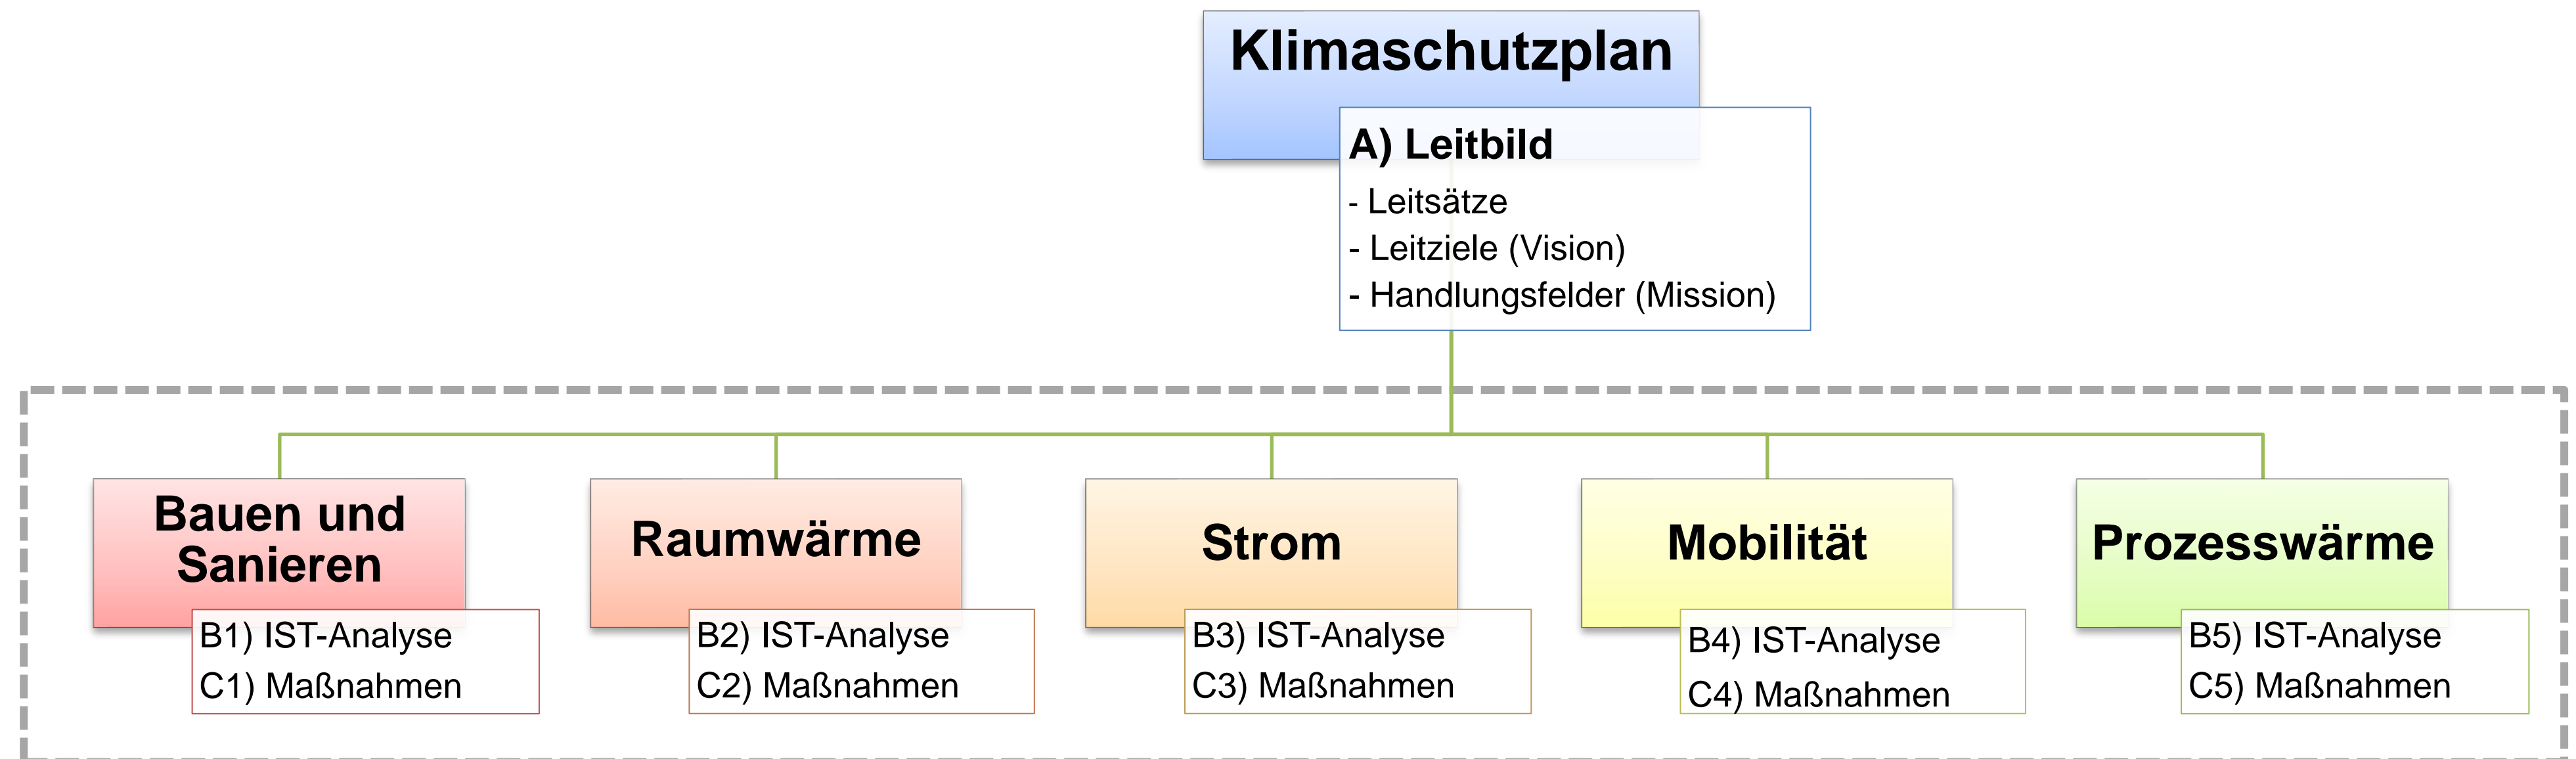 Klimaschutzplan
A) Leitbild
- Leitsätze
- Leitziele (Vision)
- Handlungsfelder (Mission)
Bauen und
Sanieren
B1) IST-Analyse
C1) Maßnahmen
Raumwärme
B2) IST-Analyse
C2) Maßnahmen
Strom
B3) IST-Analyse
C3) Maßnahmen
Mobilität
B4) IST-Analyse
C4) Maßnahmen
Prozesswärme
B5) IST-Analyse
C5) Maßnahmen